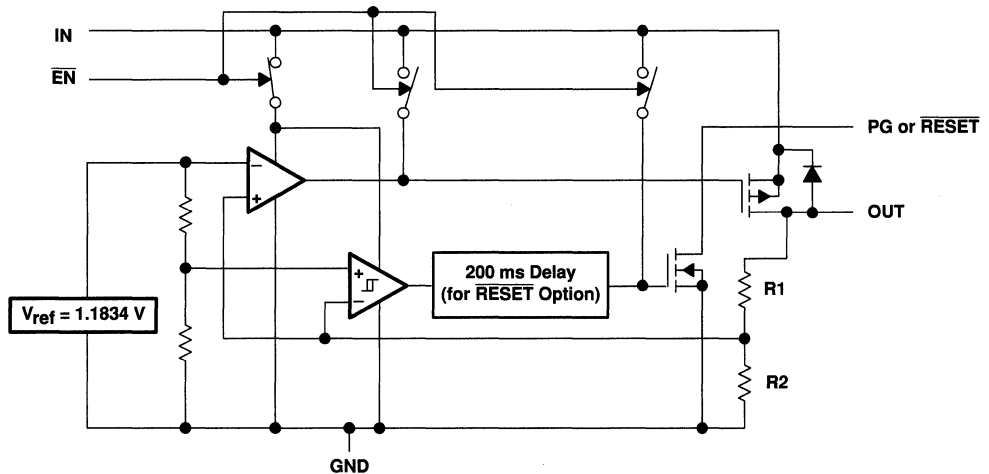 IN
EN
PG or RESET
−
+
OUT
+
−
200 ms Delay
(for RESET Option)
R1
Vref = 1.1834 V
R2
GND